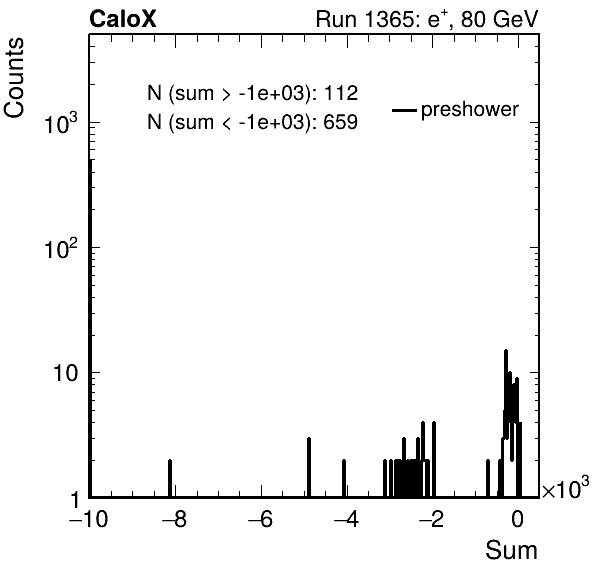 CaloX Run 1365: e⁺, 80 GeV
Counts
N (sum > -1e+03): 112
N (sum < -1e+03): 659
preshower
10³
10²
10
1
−10 −8 −6 −4 −2 0 ×10³
Sum